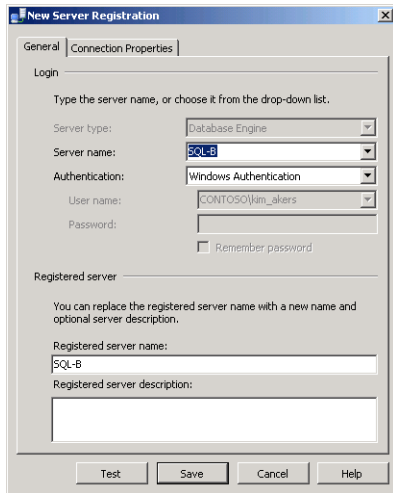 New Server Registration
General
Connection Properties
Login
Type the server name, or choose it from the drop-down list.
Server type:
Database Engine
Server name:
SQL-B
Authentication:
Windows Authentication
User name:
CONTOSO\kim_akers
Password:
Remember password
Registered server
You can replace the registered server name with a new name and
optional server description.
Registered server name:
SQL-B
Registered server description:
Test
Save
Cancel
Help